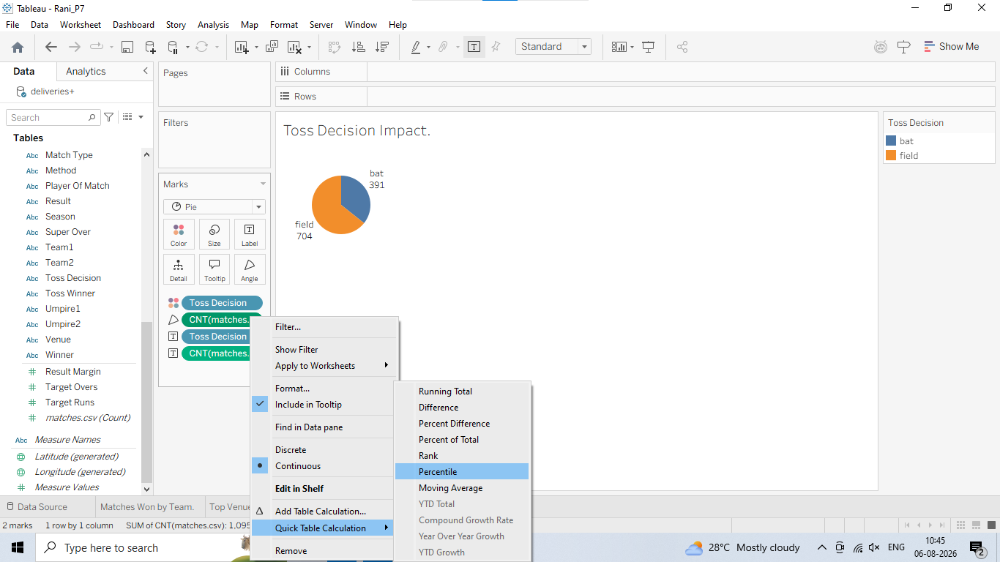 Tableau - Rani_P7
File Data Worksheet Dashboard Story Analysis Map Format Server Window Help
Standard
Show Me
Data Analytics
deliveries+
Search
Tables
Abc Match Type
Abc Method
Abc Player Of Match
Abc Result
Abc Season
Abc Super Over
Abc Team1
Abc Team2
Abc Toss Decision
Abc Toss Winner
Abc Umpire1
Abc Umpire2
Abc Venue
Abc Winner
# Result Margin
# Target Overs
# Target Runs
# matches.csv (Count)
Abc Measure Names
Latitude (generated)
Longitude (generated)
# Measure Values
Pages
Filters
Marks
Pie
Color Size Label
Detail Tooltip Angle
Toss Decision
CNT(matches.
Toss Decision
CNT(matches.
Columns
Rows
Toss Decision Impact.
bat
391
field
704
Toss Decision
bat
field
Filter...
Show Filter
Apply to Worksheets
Format...
Include in Tooltip
Find in Data pane
Discrete
Continuous
Edit in Shelf
Add Table Calculation...
Quick Table Calculation
Remove
Running Total
Difference
Percent Difference
Percent of Total
Rank
Percentile
Moving Average
YTD Total
Compound Growth Rate
Year Over Year Growth
YTD Growth
Data Source Matches Won by Team. Top Venue
2 marks 1 row by 1 column SUM of CNT(matches.csv): 1,095
Type here to search
28°C Mostly cloudy
ENG
10:45
06-08-2026
2